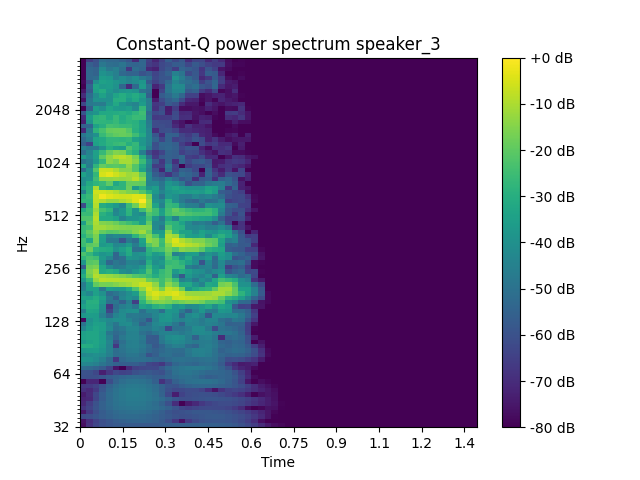 Constant-Q power spectrum speaker_3
Hz
2048
1024
512
256
128
64
32
0 0.15 0.3 0.45 0.6 0.75 0.9 1.1 1.2 1.4
Time
+0 dB
-10 dB
-20 dB
-30 dB
-40 dB
-50 dB
-60 dB
-70 dB
-80 dB